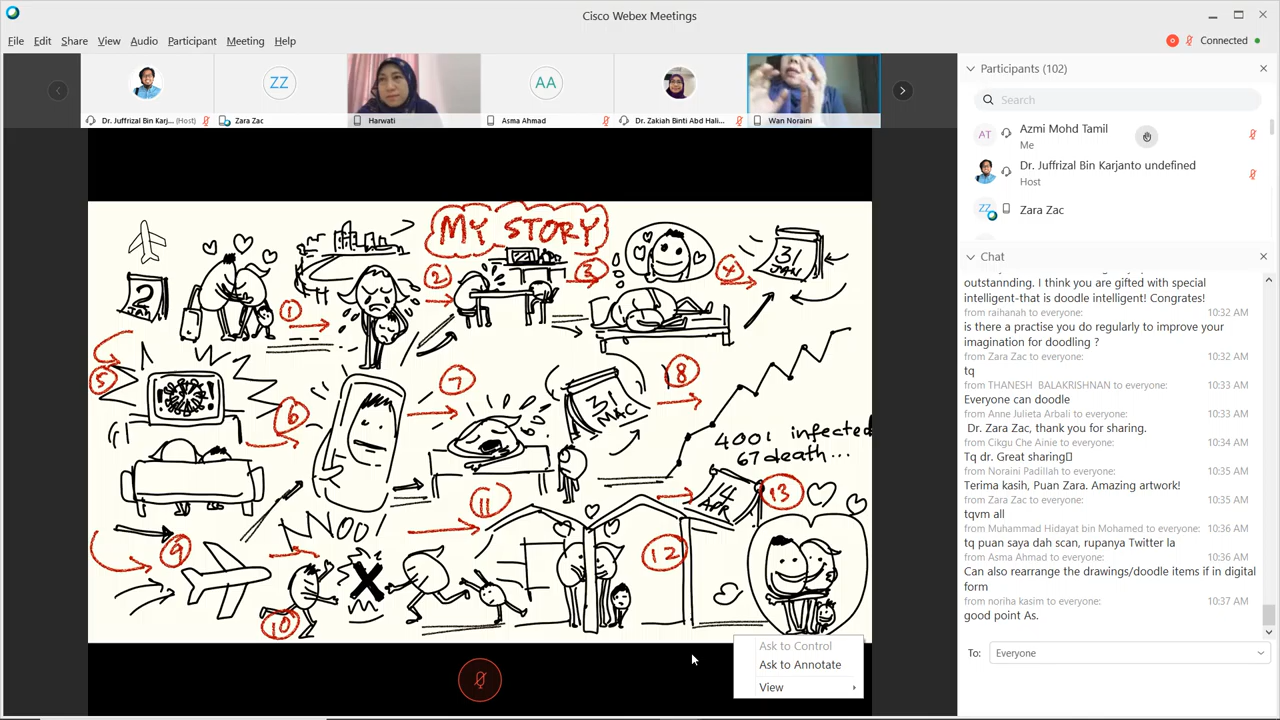 Cisco Webex Meetings
File Edit Share View Audio Participant Meeting Help
Connected
ZZ
AA
Dr. Juffrizal Bin Karj... (Host)
Zara Zac
Harwati
Asma Ahmad
Dr. Zakiah Binti Abd Hali...
Wan Noraini
MY STORY
2
JAN
1
2
3
4
31
JAN
5
6
7
31
MAC
8
4001 infected
67 death...
NOO!
9
10
11
12
14
APR
13
Participants (102)
Search
AT
Azmi Mohd Tamil
Me
Dr. Juffrizal Bin Karjanto undefined
Host
ZZ
Zara Zac
Chat
outstannding. I think you are gifted with special
intelligent-that is doodle intelligent! Congrates!
from raihanah to everyone: 10:32 AM
is there a practise you do regularly to improve your
imagination for doodling ?
from Zara Zac to everyone: 10:32 AM
tq
from THANESH BALAKRISHNAN to everyone: 10:33 AM
Everyone can doodle
from Anne Julieta Arbali to everyone: 10:33 AM
Dr. Zara Zac, thank you for sharing.
from Cikgu Che Ainie to everyone: 10:34 AM
Tq dr. Great sharing
from Noraini Padillah to everyone: 10:35 AM
Terima kasih, Puan Zara. Amazing artwork!
from Zara Zac to everyone: 10:35 AM
tqvm all
from Muhammad Hidayat bin Mohamed to everyone: 10:36 AM
tq puan saya dah scan, rupanya Twitter la
from Asma Ahmad to everyone: 10:36 AM
Can also rearrange the drawings/doodle items if in digital
form
from noriha kasim to everyone: 10:37 AM
good point As.
To: Everyone
Ask to Control
Ask to Annotate
View